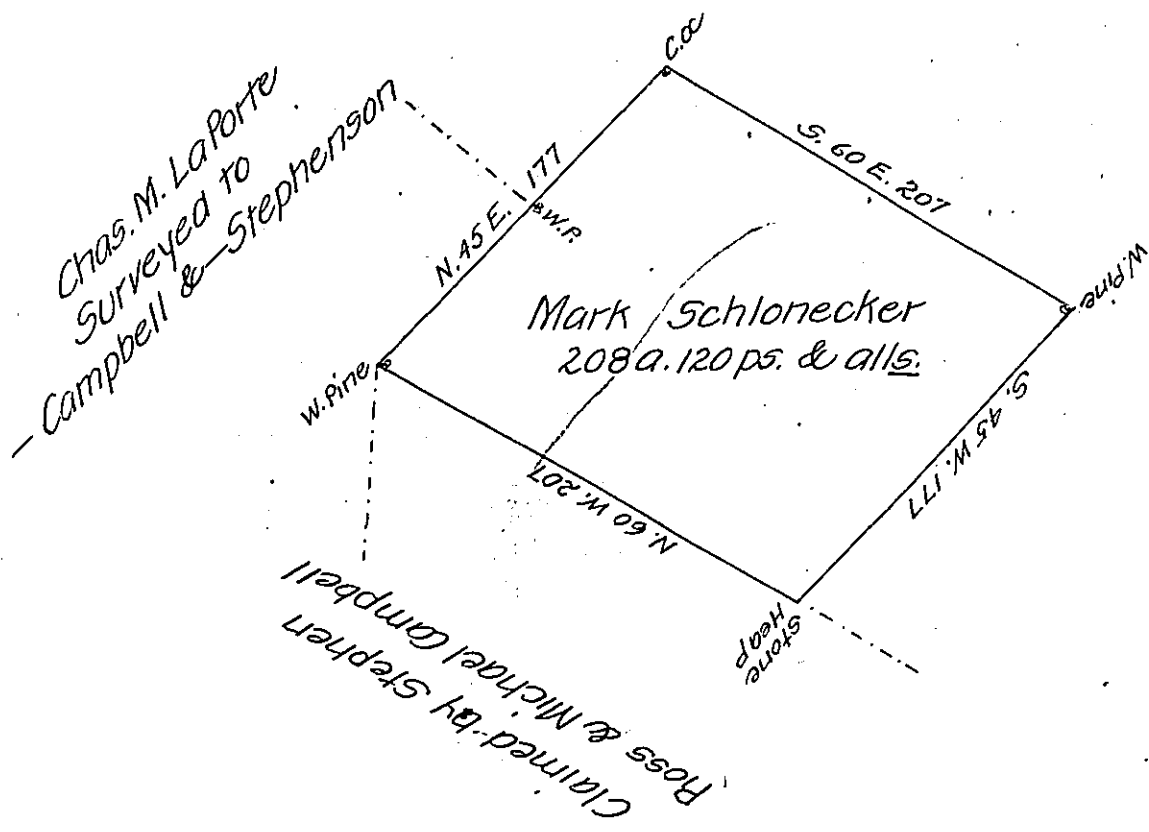 Chas. M. LaPorte
Surveyed to
Campbell & Stephenson
C.O.
N. 45 E. 177
W.P.
S. 60 E. 207
W. Pine
Mark Schlonecker
208 a. 120 ps. & alls.
W. Pine
S. 45 W. 177
N. 60 W. 207
Stone
Heap
Claimed by Stephen
Ross & Michael Campbell